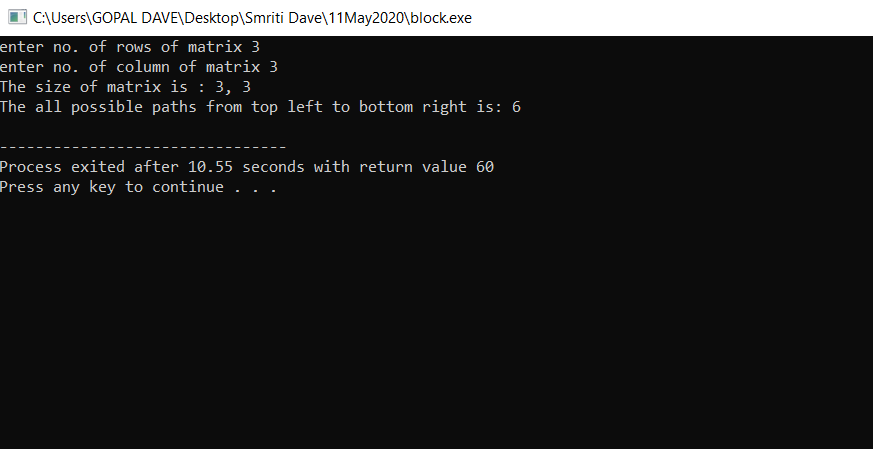 C:\Users\GOPAL DAVE\Desktop\Smriti Dave\11May2020\block.exe
enter no. of rows of matrix 3
enter no. of column of matrix 3
The size of matrix is : 3, 3
The all possible paths from top left to bottom right is: 6
--------------------------------
Process exited after 10.55 seconds with return value 60
Press any key to continue . . .